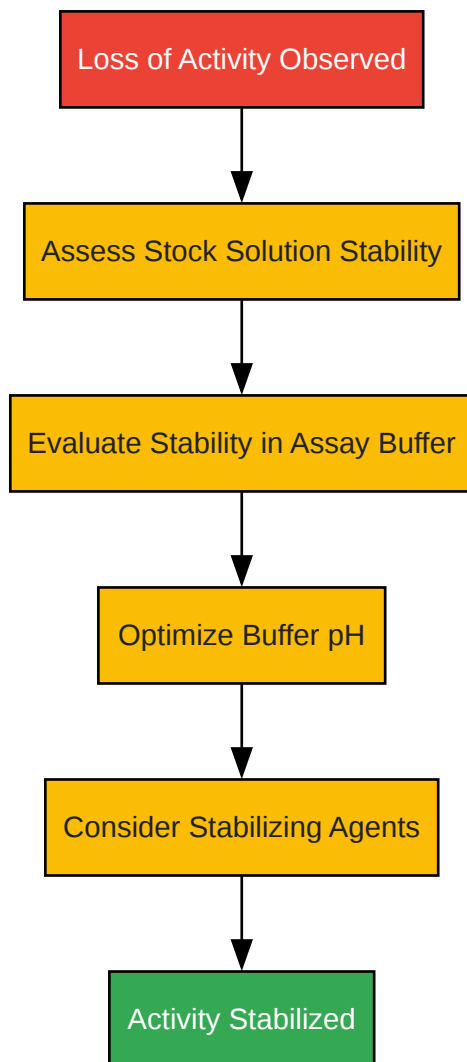 Loss of Activity Observed
Assess Stock Solution Stability
Evaluate Stability in Assay Buffer
Optimize Buffer pH
Consider Stabilizing Agents
Activity Stabilized